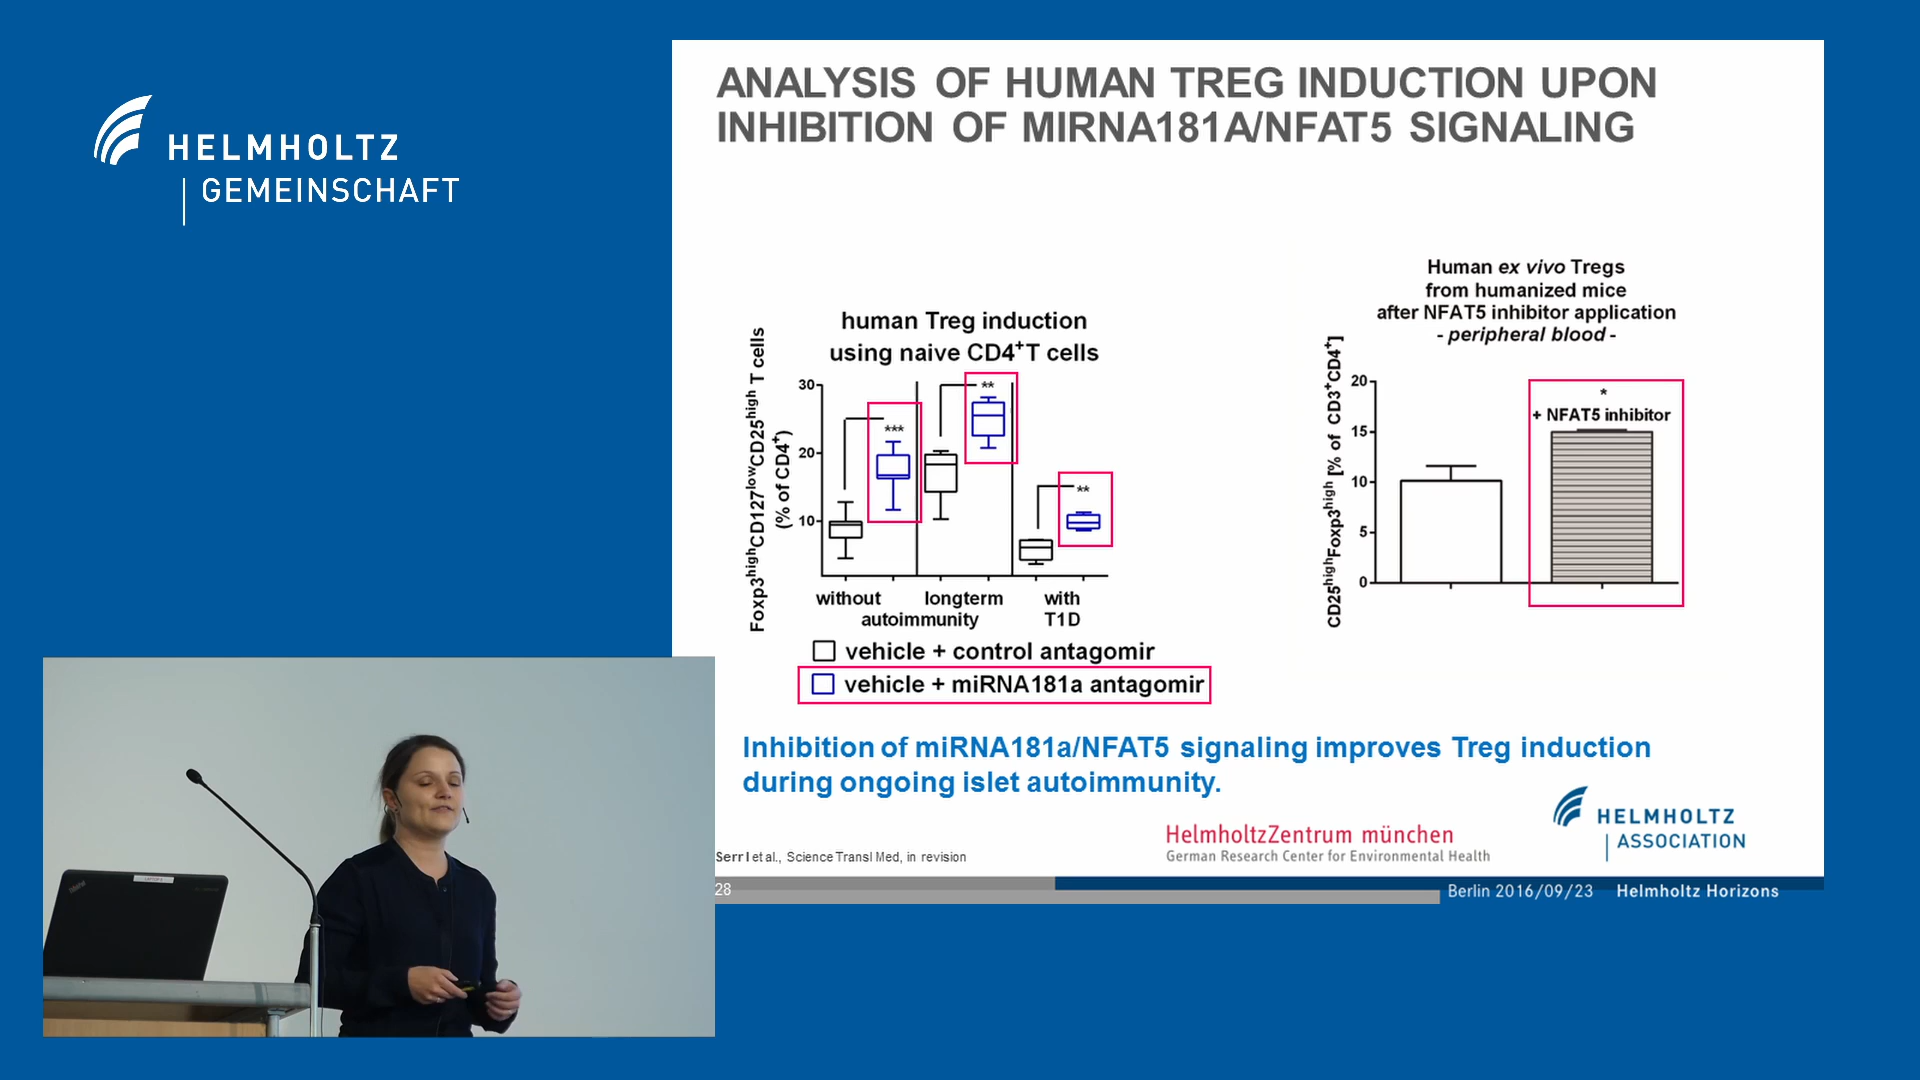 HELMHOLTZ
GEMEINSCHAFT
ANALYSIS OF HUMAN TREG INDUCTION UPON
INHIBITION OF MIRNA181A/NFAT5 SIGNALING
human Treg induction
using naive CD4⁺T cells
Foxp3ʰⁱᵍʰCD127ˡᵒʷCD25ʰⁱᵍʰ T cells
(% of CD4⁺)
30
20
10
***
**
**
without
longterm
with
autoimmunity
T1D
vehicle + control antagomir
vehicle + miRNA181a antagomir
Human ex vivo Tregs
from humanized mice
after NFAT5 inhibitor application
- peripheral blood -
CD25ʰⁱᵍʰFoxp3ʰⁱᵍʰ [% of CD3⁺CD4⁺]
20
15
10
5
0
*
+ NFAT5 inhibitor
Inhibition of miRNA181a/NFAT5 signaling improves Treg induction
during ongoing islet autoimmunity.
HelmholtzZentrum münchen
German Research Center for Environmental Health
HELMHOLTZ
ASSOCIATION
Serr I et al., Science Transl Med, in revision
28
Berlin 2016/09/23 Helmholtz Horizons